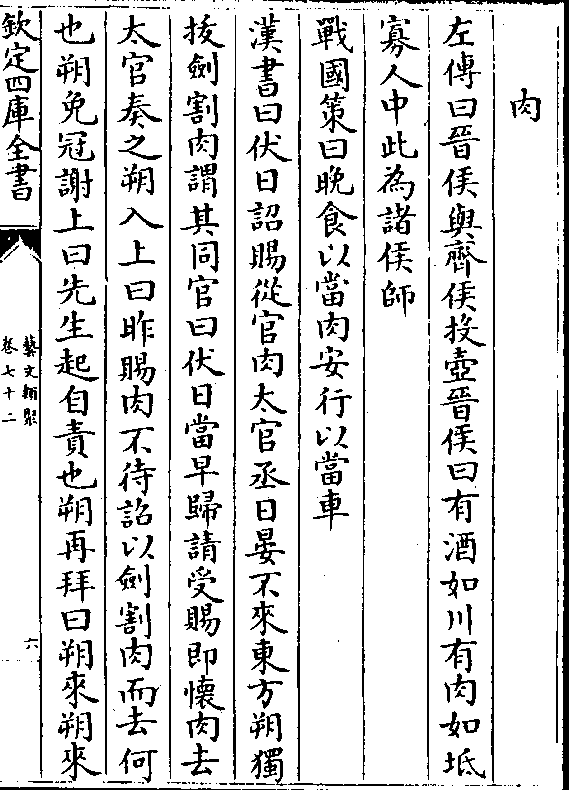 肉
左傳曰晉侯與齊侯投壺晉侯曰有酒如川有肉如坻
寡人中此為諸侯師
戰國策曰晚食以當肉安行以當車
漢書曰伏日詔賜從官肉太官丞日晏不來東方朔獨
拔劍割肉謂其同官曰伏日當早歸請受賜即懷肉去
太官奏之朔入上曰昨賜肉不待詔以劍割肉而去何
也朔免冠謝上曰先生起自責也朔再拜曰朔來朔來
欽定四庫全書
藝文類聚
卷七十二
六